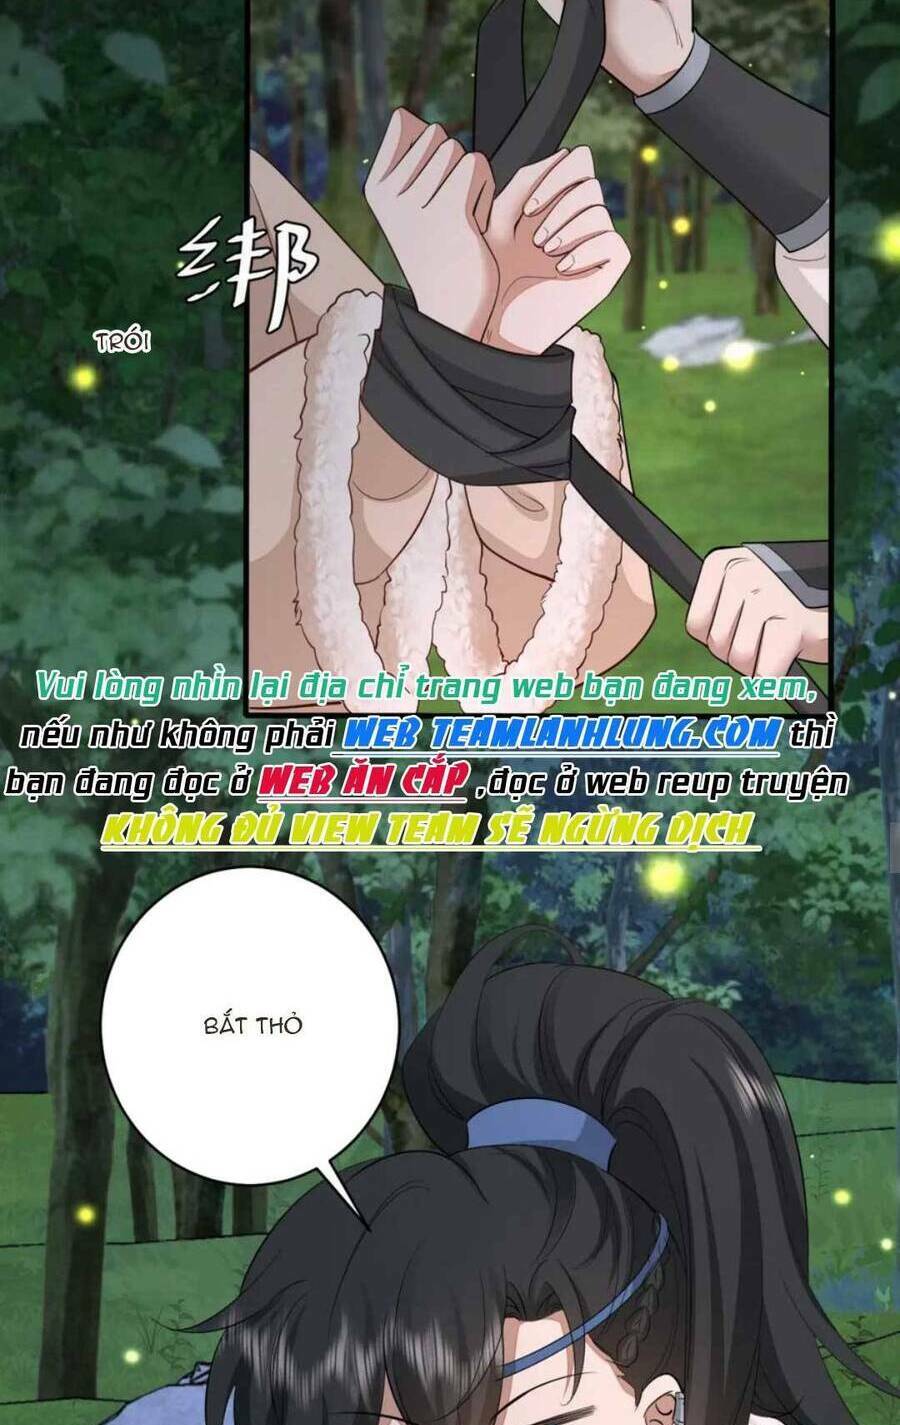 绑
TRÓI
Vui lòng nhìn lại địa chỉ trang web bạn đang xem,
nếu như không phải WEB TEAMLANHLUNG.COM thì
bạn đang đọc ở WEB ĂN CẮP ,đọc ở web reup truyện
KHÔNG ĐỦ VIEW TEAM SẼ NGỪNG DỊCH
BẮT THỎ